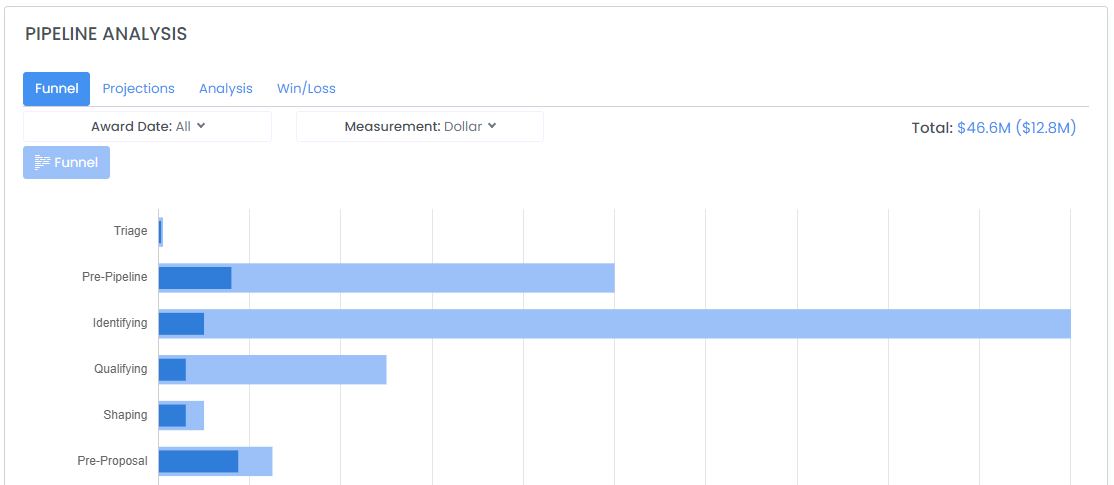 PIPELINE ANALYSIS
Funnel Projections Analysis Win/Loss
Award Date: All Measurement: Dollar Total: $46.6M ($12.8M)
Funnel
Triage
Pre-Pipeline
Identifying
Qualifying
Shaping
Pre-Proposal